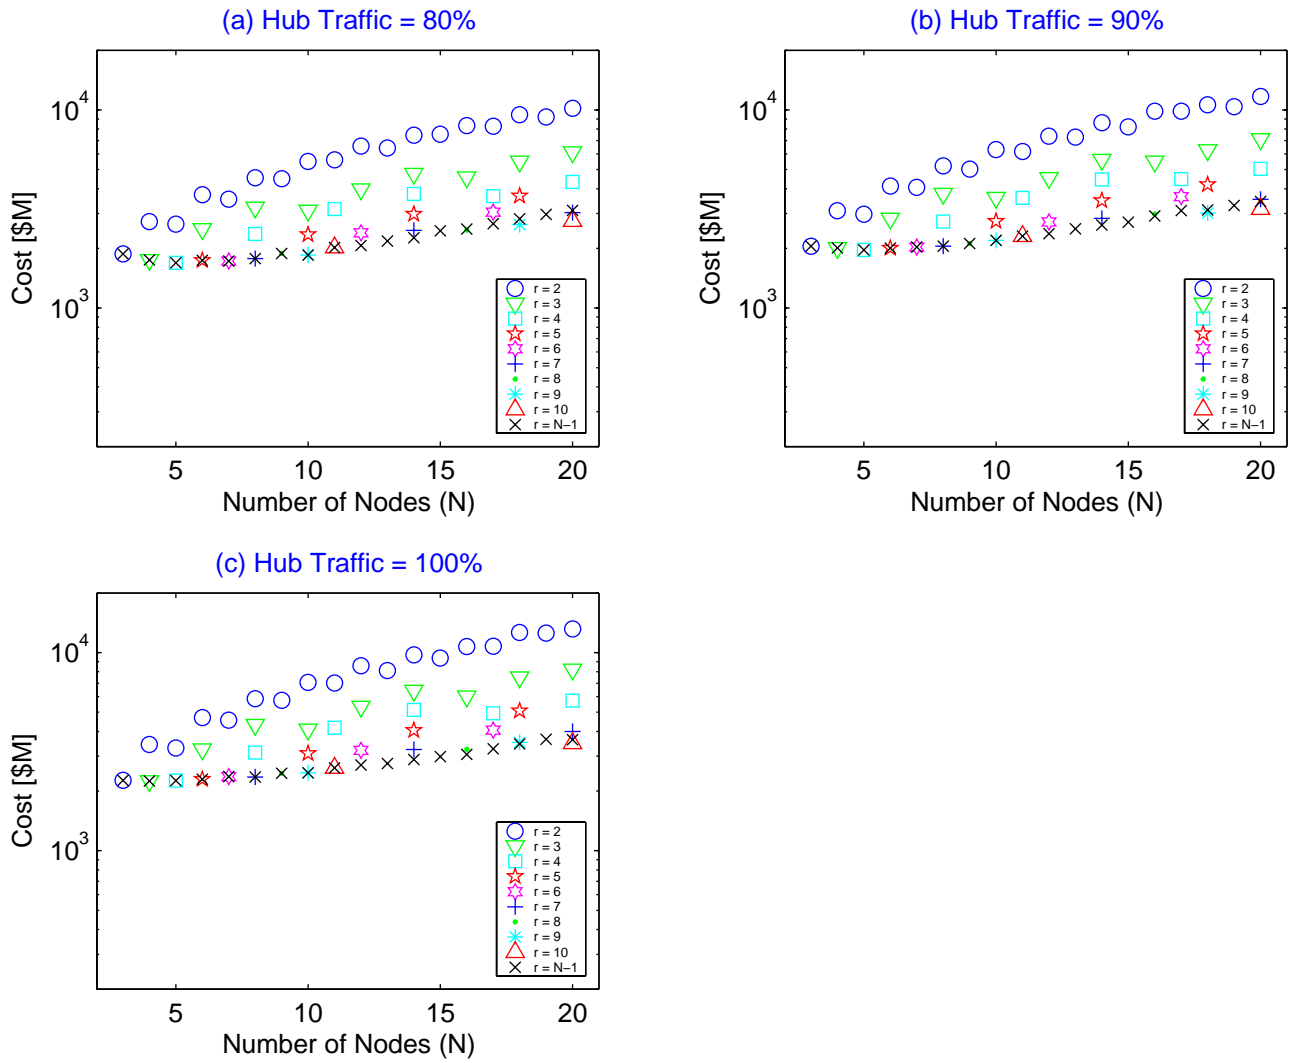 (a) Hub Traffic = 80%
10^4
10^3
Cost [$M]
5 10 15 20
Number of Nodes (N)
r = 2
r = 3
r = 4
r = 5
r = 6
r = 7
r = 8
r = 9
r = 10
r = N−1
(b) Hub Traffic = 90%
10^4
10^3
Cost [$M]
5 10 15 20
Number of Nodes (N)
r = 2
r = 3
r = 4
r = 5
r = 6
r = 7
r = 8
r = 9
r = 10
r = N−1
(c) Hub Traffic = 100%
10^4
10^3
Cost [$M]
5 10 15 20
Number of Nodes (N)
r = 2
r = 3
r = 4
r = 5
r = 6
r = 7
r = 8
r = 9
r = 10
r = N−1